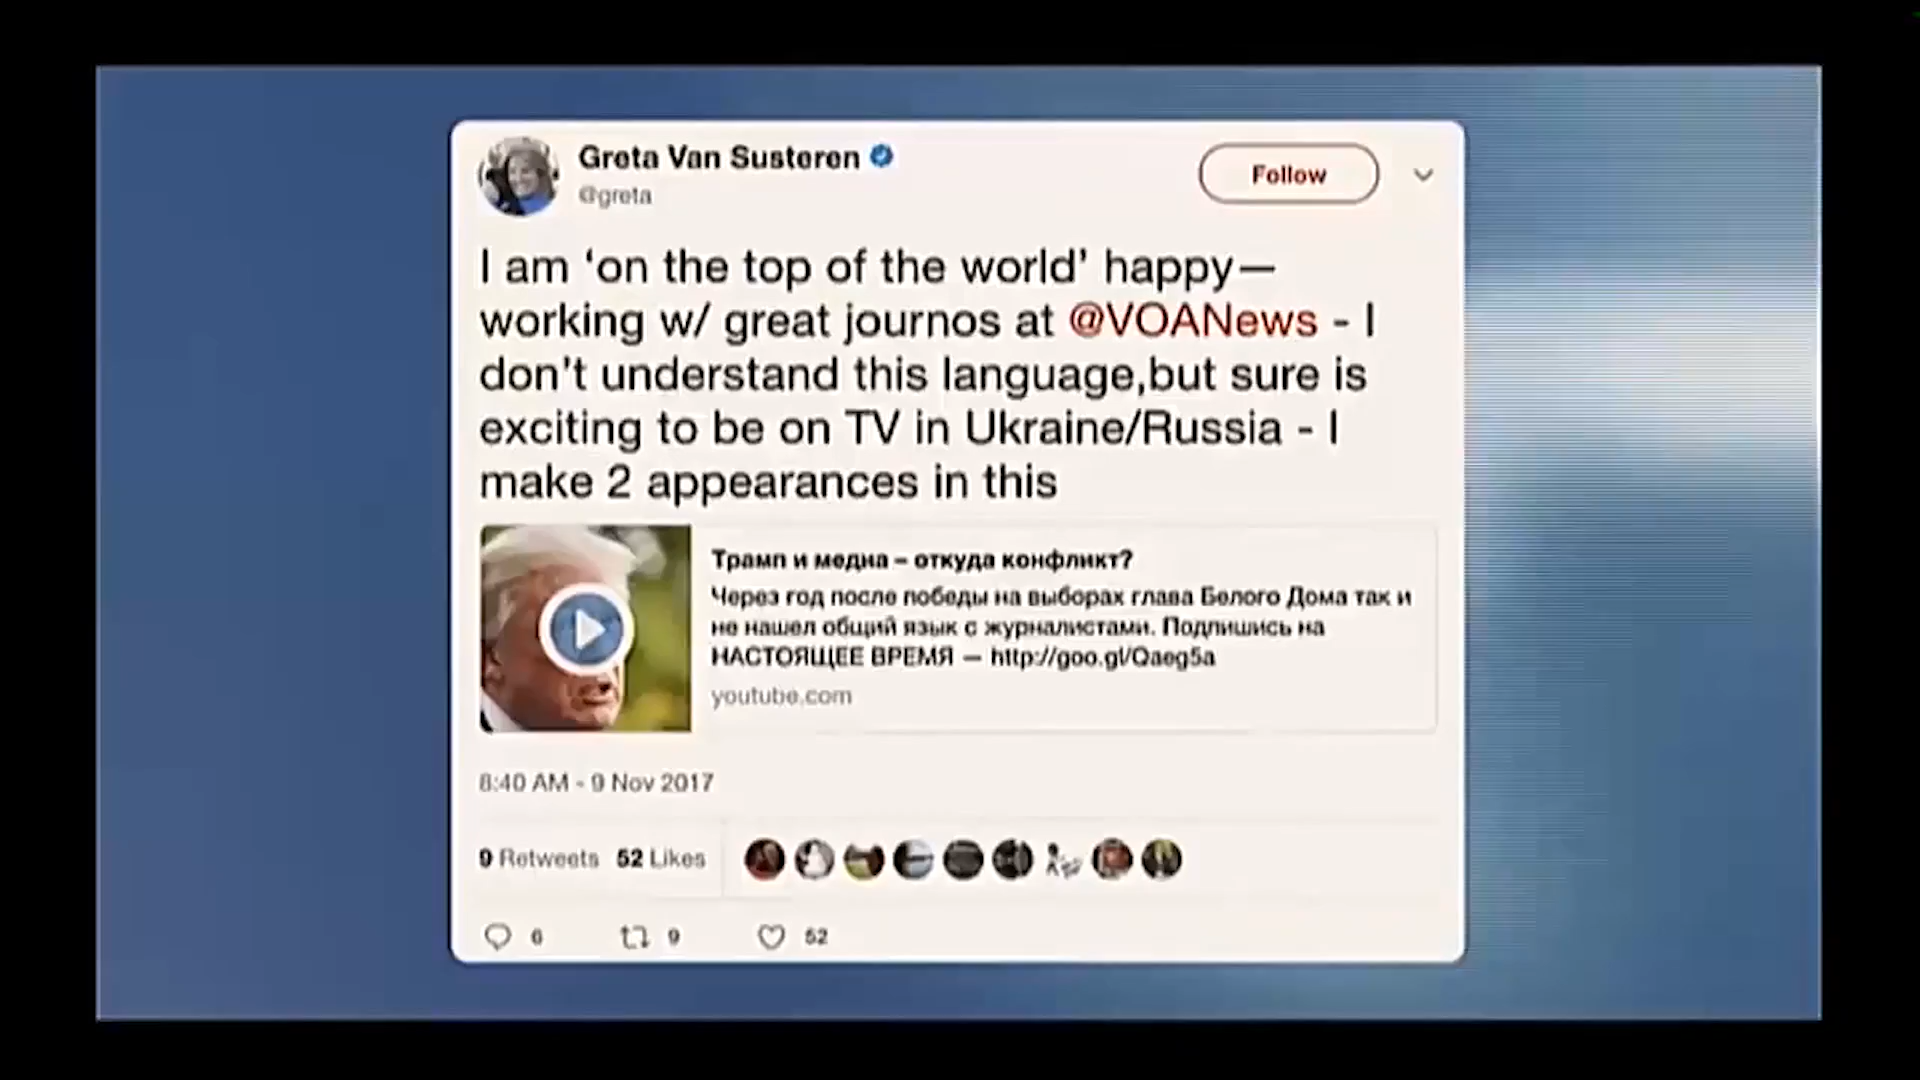 Greta Van Susteren
@greta
Follow
I am ‘on the top of the world’ happy—
working w/ great journos at @VOANews - I
don't understand this language,but sure is
exciting to be on TV in Ukraine/Russia - I
make 2 appearances in this
Трамп и медиа – откуда конфликт?
Через год после победы на выборах глава Белого Дома так и
не нашел общий язык с журналистами. Подпишись на
НАСТОЯЩЕЕ ВРЕМЯ — http://goo.gl/Qaeg5a
youtube.com
8:40 AM - 9 Nov 2017
9 Retweets 52 Likes
6 9 52